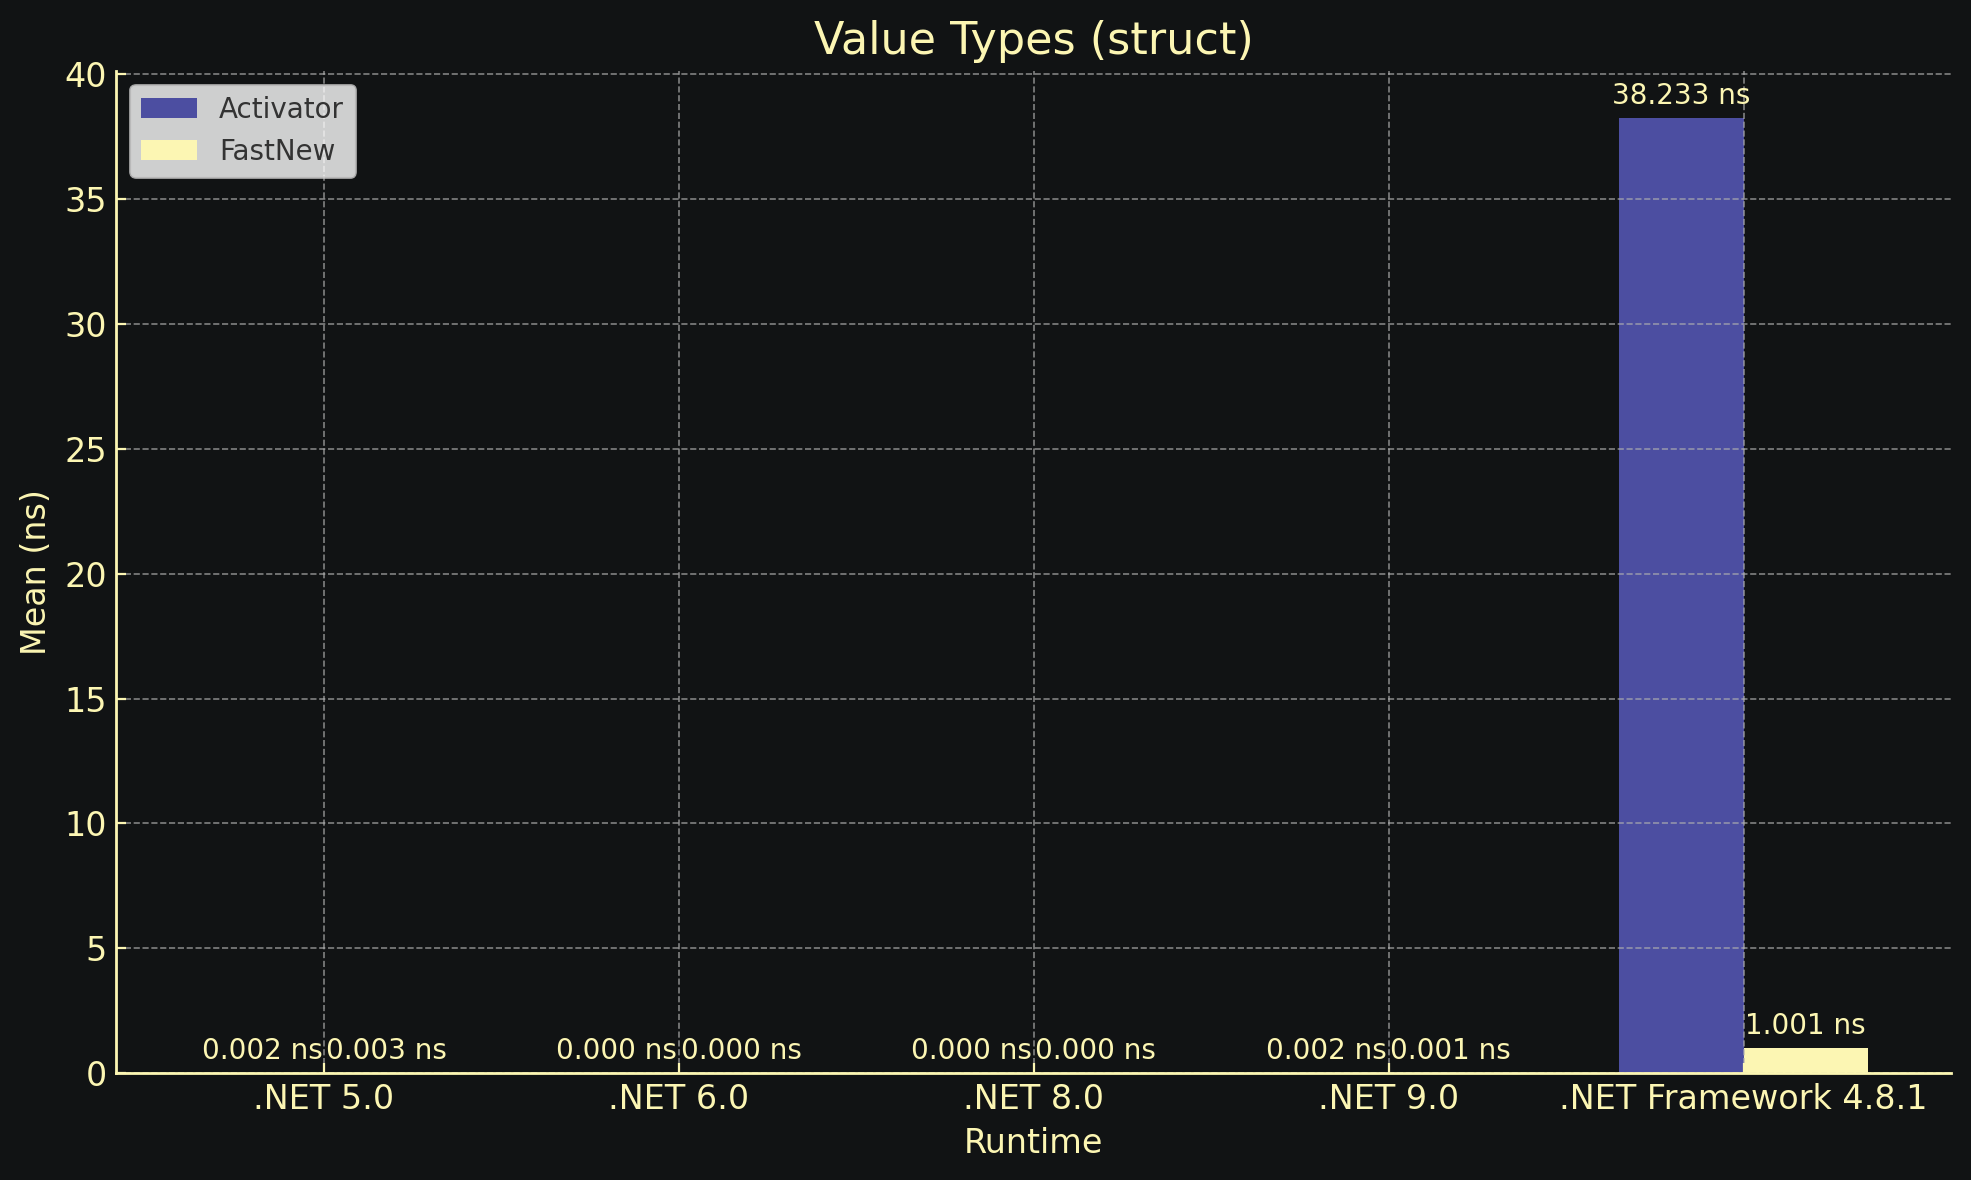 Value Types (struct)
Activator
FastNew
40
35
30
25
20
15
10
5
0
Mean (ns)
38.233 ns
1.001 ns
0.002 ns 0.003 ns 0.000 ns 0.000 ns 0.000 ns 0.000 ns 0.002 ns 0.001 ns
.NET 5.0 .NET 6.0 .NET 8.0 .NET 9.0 .NET Framework 4.8.1
Runtime